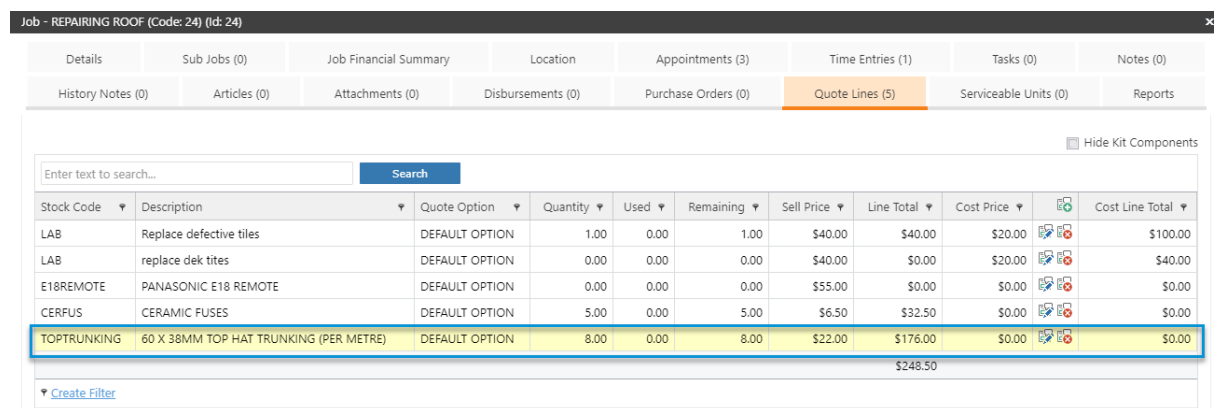 Job - REPAIRING ROOF (Code: 24) (Id: 24) x
Details Sub Jobs (0) Job Financial Summary Location Appointments (3) Time Entries (1) Tasks (0) Notes (0)
History Notes (0) Articles (0) Attachments (0) Disbursements (0) Purchase Orders (0) Quote Lines (5) Serviceable Units (0) Reports
Hide Kit Components
Enter text to search... Search
Stock Code Description Quote Option Quantity Used Remaining Sell Price Line Total Cost Price Cost Line Total
LAB Replace defective tiles DEFAULT OPTION 1.00 0.00 1.00 $40.00 $40.00 $20.00 $100.00
LAB replace dek tites DEFAULT OPTION 0.00 0.00 0.00 $40.00 $0.00 $20.00 $40.00
E18REMOTE PANASONIC E18 REMOTE DEFAULT OPTION 0.00 0.00 0.00 $55.00 $0.00 $0.00 $0.00
CERFUS CERAMIC FUSES DEFAULT OPTION 5.00 0.00 5.00 $6.50 $32.50 $0.00 $0.00
TOPTRUNKING 60 X 38MM TOP HAT TRUNKING (PER METRE) DEFAULT OPTION 8.00 0.00 8.00 $22.00 $176.00 $0.00 $0.00
$248.50
Create Filter